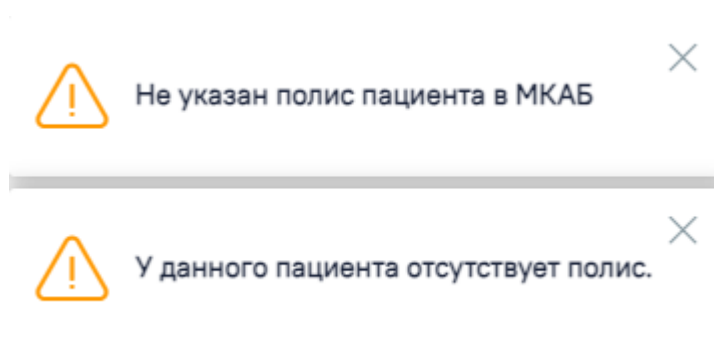 Не указан полис пациента в МКАБ
У данного пациента отсутствует полис.